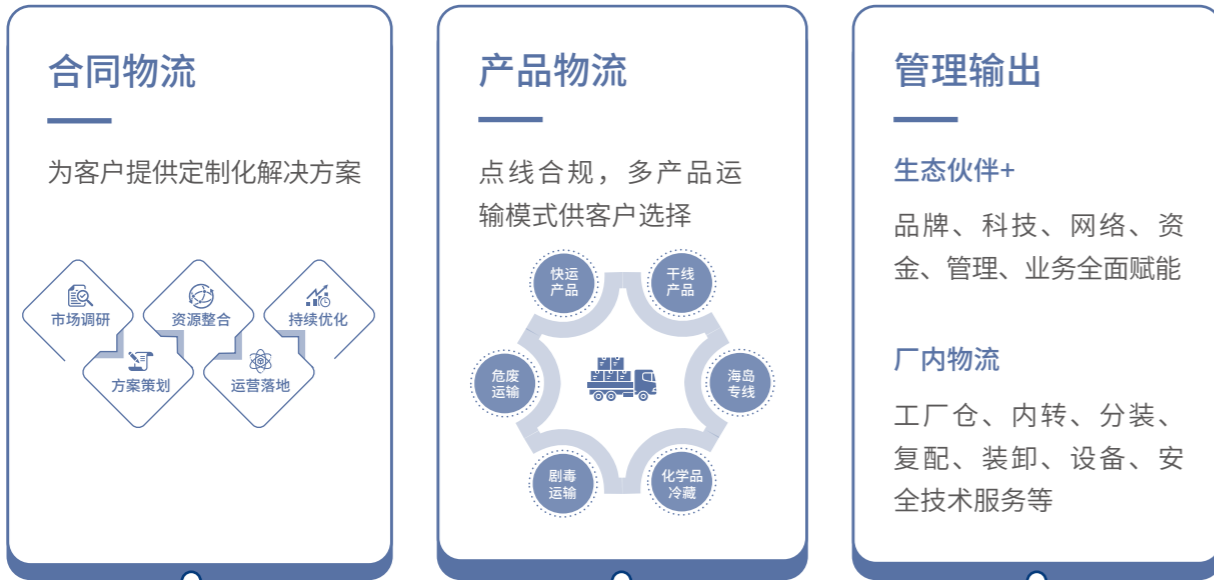 合同物流
为客户提供定制化解决方案
市场调研
资源整合
持续优化
方案策划
运营落地
产品物流
点线合规，多产品运
输模式供客户选择
快运
产品
干线
产品
危废
运输
海岛
专线
剧毒
运输
化学品
冷藏
管理输出
生态伙伴+
品牌、科技、网络、资
金、管理、业务全面赋能
厂内物流
工厂仓、内转、分装、
复配、装卸、设备、安
全技术服务等